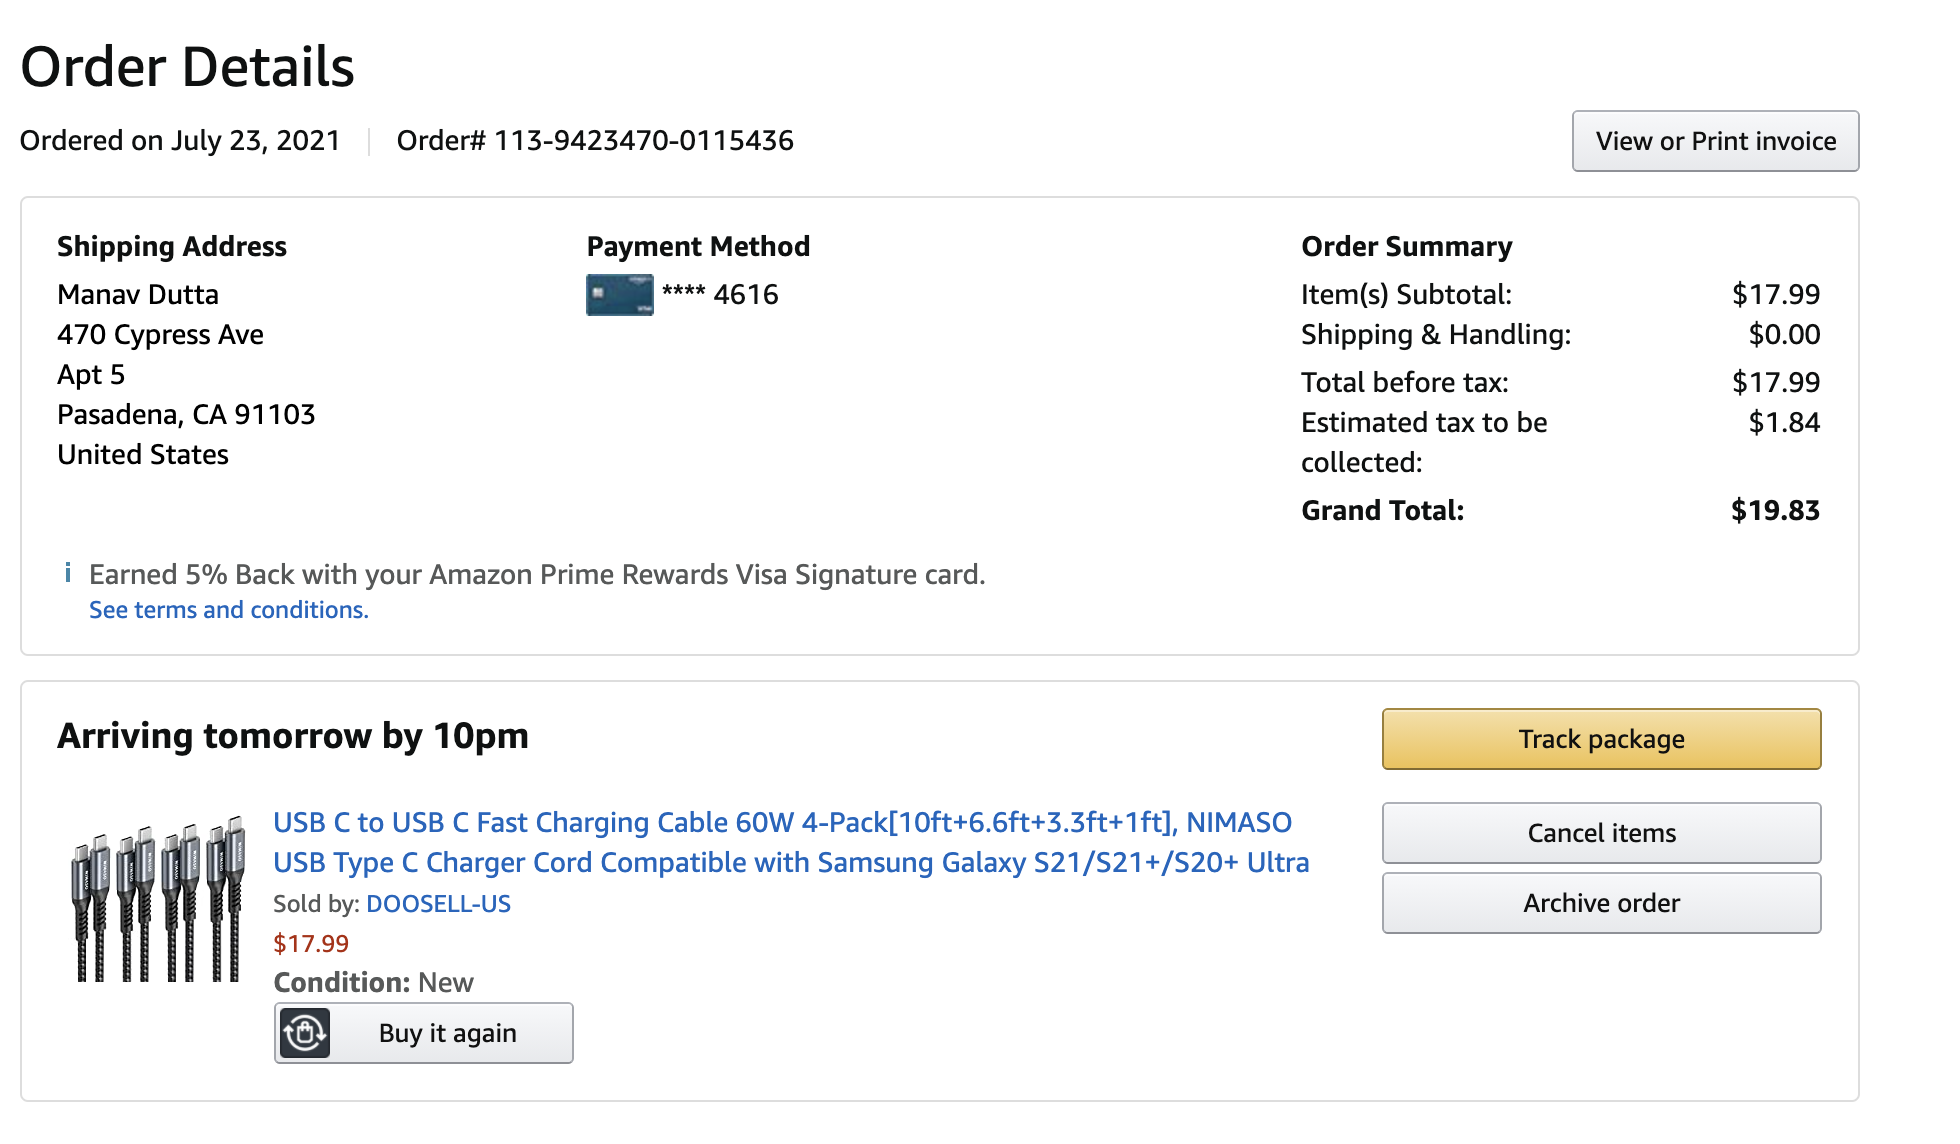 Order Details
Ordered on July 23, 2021 Order# 113-9423470-0115436
View or Print invoice
Shipping Address
Manav Dutta
470 Cypress Ave
Apt 5
Pasadena, CA 91103
United States
Payment Method
**** 4616
Order Summary
Item(s) Subtotal: $17.99
Shipping & Handling: $0.00
Total before tax: $17.99
Estimated tax to be $1.84
collected:
Grand Total: $19.83
i Earned 5% Back with your Amazon Prime Rewards Visa Signature card.
See terms and conditions.
Arriving tomorrow by 10pm
USB C to USB C Fast Charging Cable 60W 4-Pack[10ft+6.6ft+3.3ft+1ft], NIMASO
USB Type C Charger Cord Compatible with Samsung Galaxy S21/S21+/S20+ Ultra
Sold by: DOOSELL-US
$17.99
Condition: New
Buy it again
Track package
Cancel items
Archive order